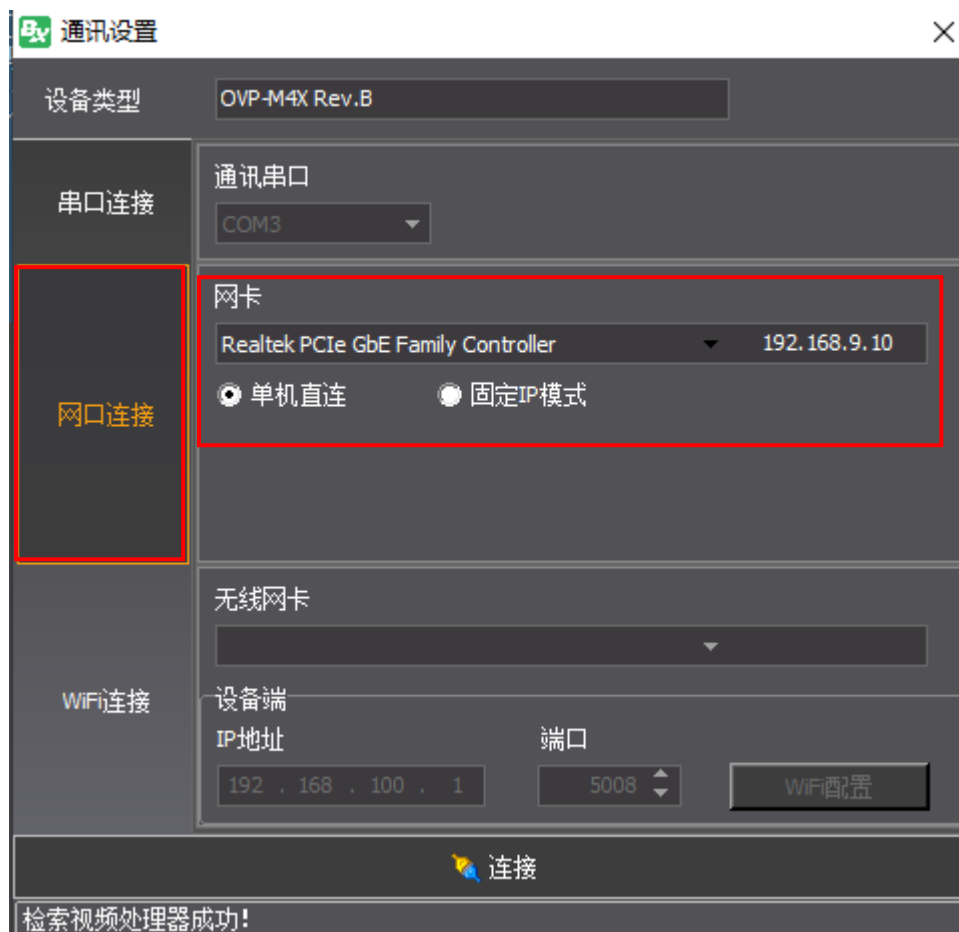 BX 通讯设置
设备类型
OVP-M4X Rev.B
串口连接
通讯串口
COM3
网口连接
网卡
Realtek PCIe GbE Family Controller 192.168.9.10
单机直连 固定IP模式
WiFi连接
无线网卡
设备端
IP地址 端口
192 . 168 . 100 . 1 5008 WiFi配置
连接
检索视频处理器成功!